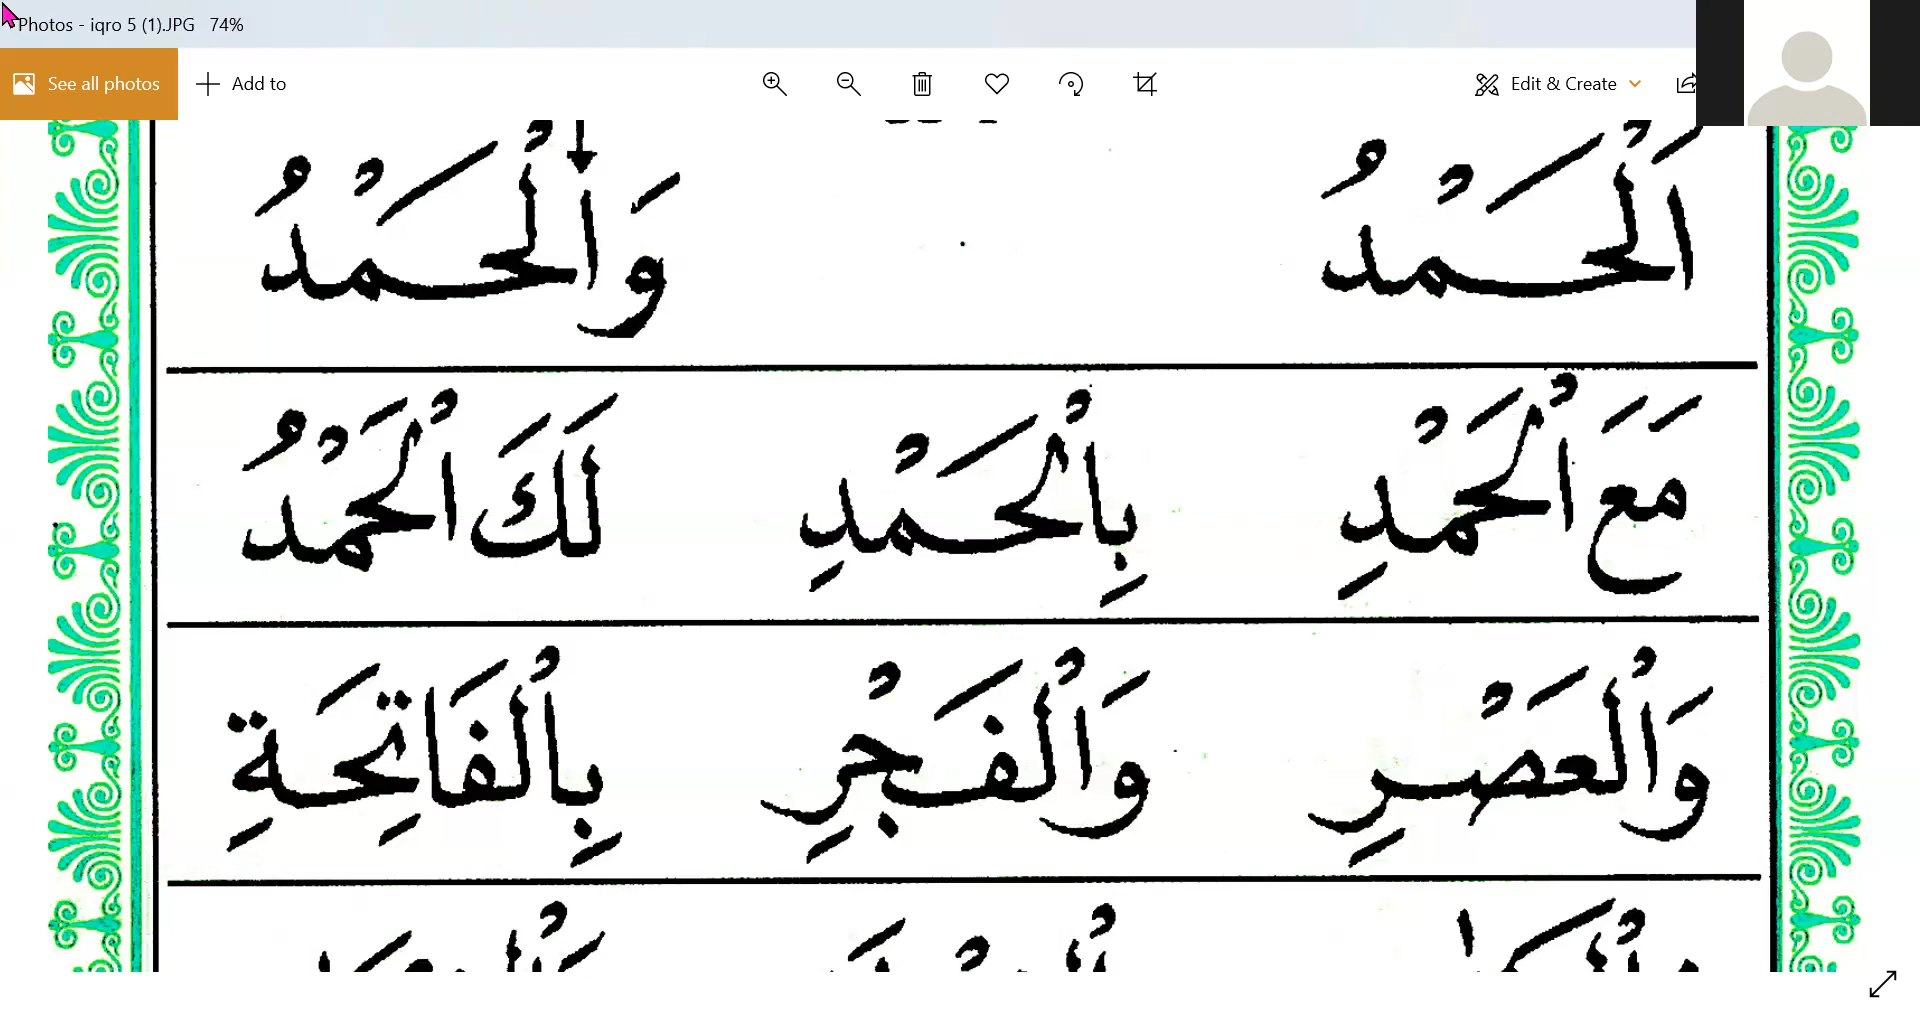 Photos - iqro 5 (1).JPG 74%
See all photos
Add to
Edit & Create
اَلْحَمْدُ وَالْحَمْدُ
مَعَ الْحَمْدِ بِالْحَمْدِ لَكَ الْحَمْدُ
وَالْعَصْرِ وَالْفَجْرِ بِالْفَاتِحَةِ